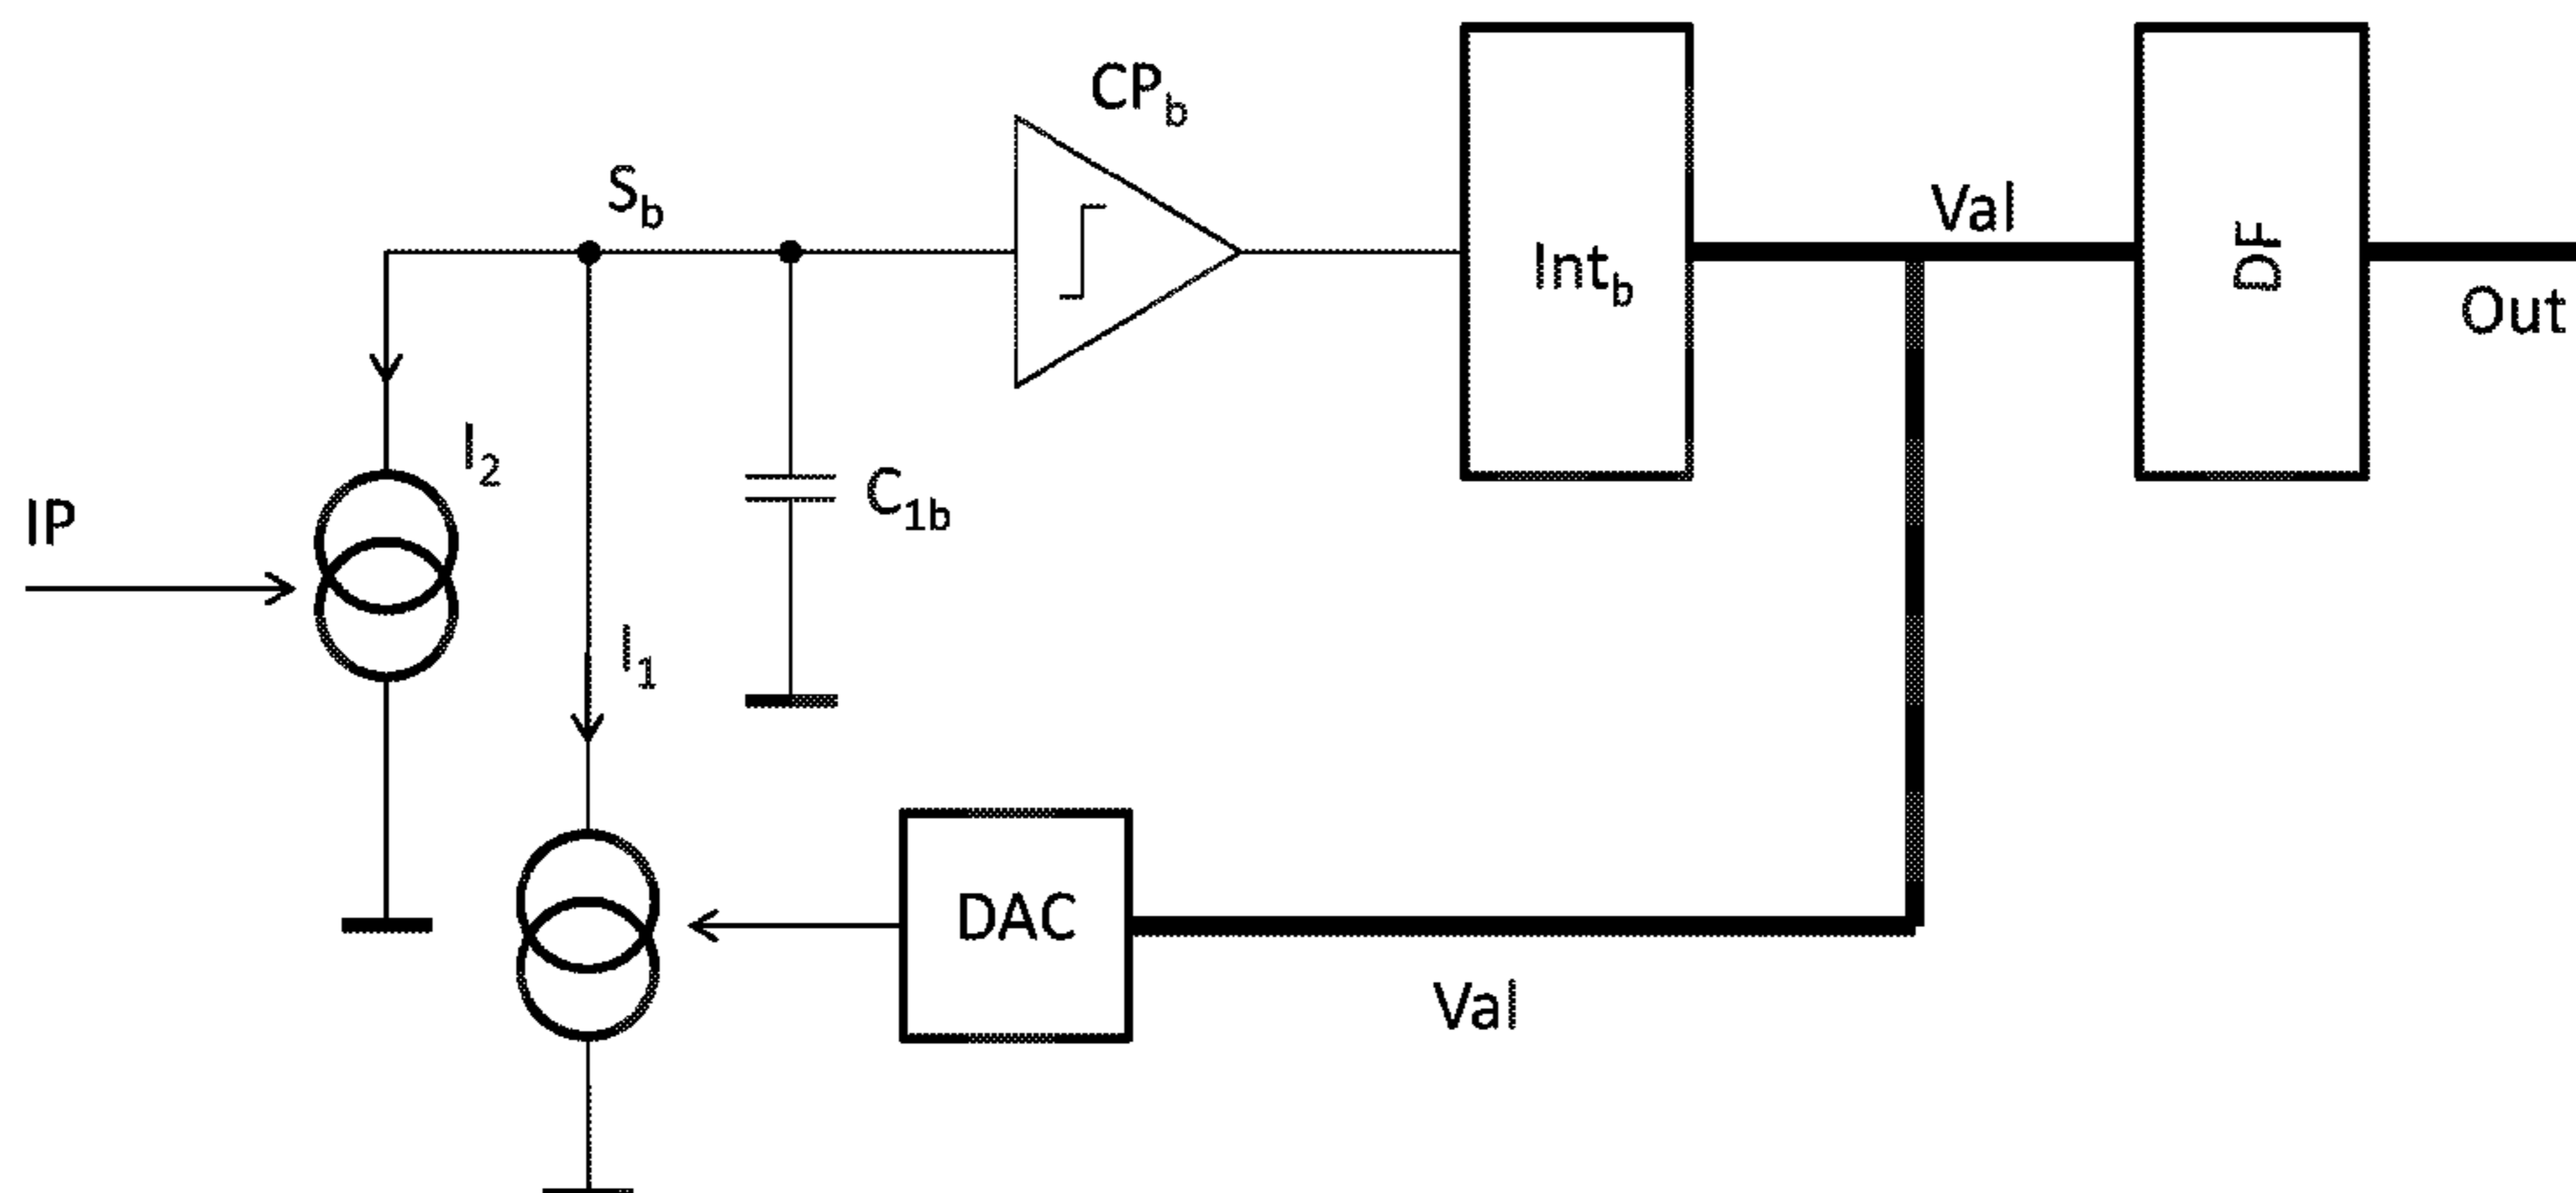 CP_b
S_b
Val
Int_b
DF
Out
I_2
C_1b
IP
I_1
DAC
Val